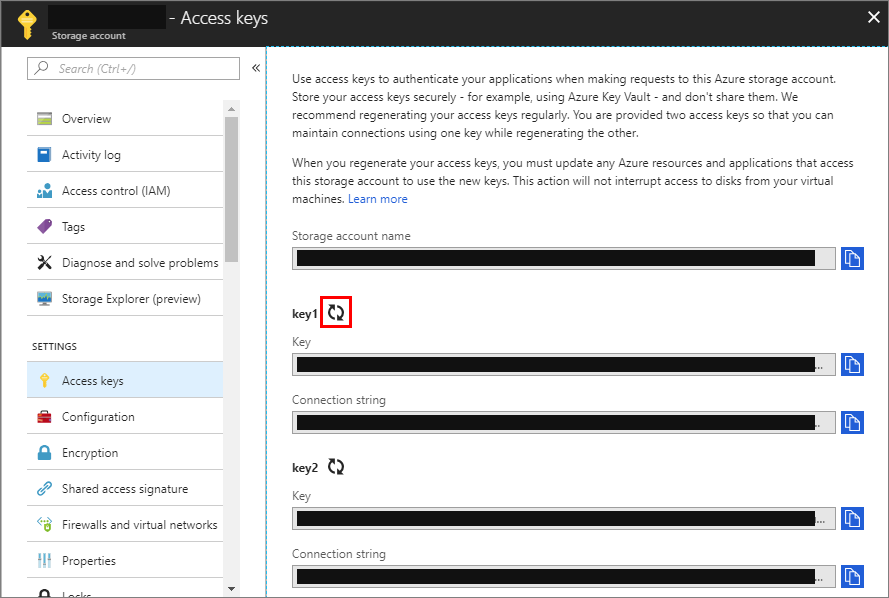 - Access keys
Storage account
Search (Ctrl+/)
Overview
Activity log
Access control (IAM)
Tags
Diagnose and solve problems
Storage Explorer (preview)
SETTINGS
Access keys
Configuration
Encryption
Shared access signature
Firewalls and virtual networks
Properties
Locks
Use access keys to authenticate your applications when making requests to this Azure storage account.
Store your access keys securely - for example, using Azure Key Vault - and don't share them. We
recommend regenerating your access keys regularly. You are provided two access keys so that you can
maintain connections using one key while regenerating the other.
When you regenerate your access keys, you must update any Azure resources and applications that access
this storage account to use the new keys. This action will not interrupt access to disks from your virtual
machines. Learn more
Storage account name
key1
Key
...
Connection string
...
key2
Key
...
Connection string
...